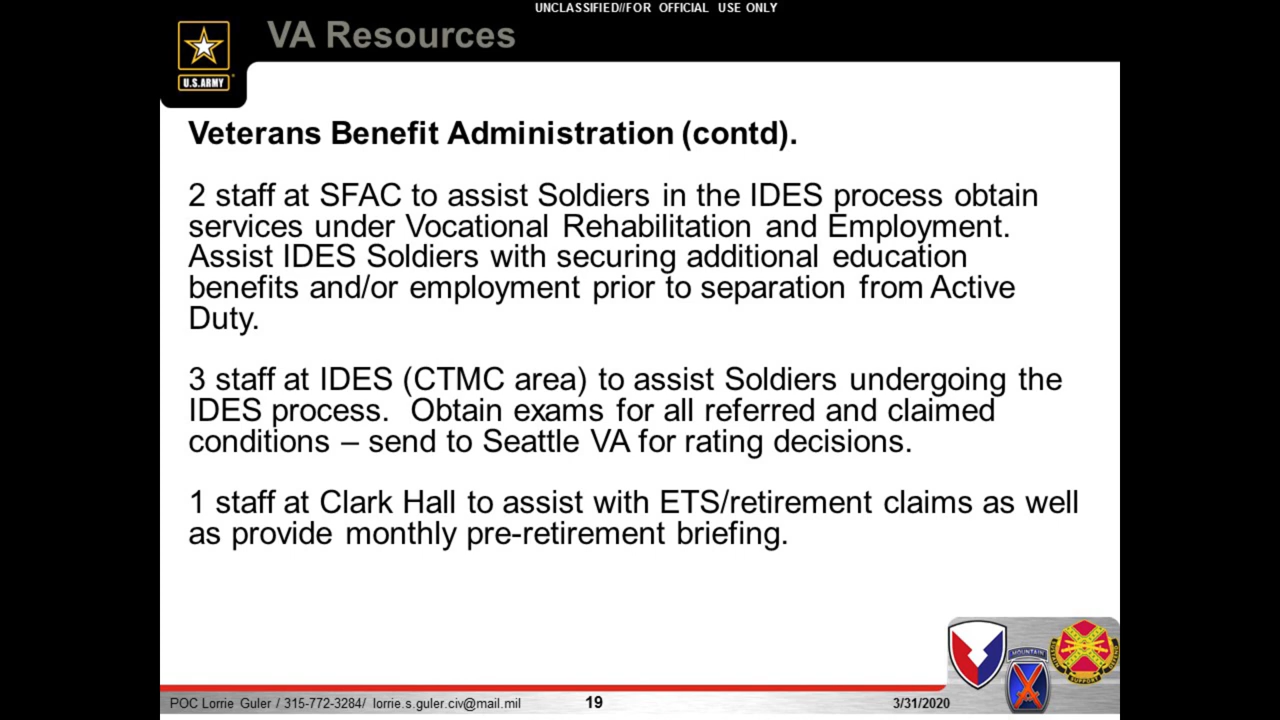 UNCLASSIFIED//FOR OFFICIAL USE ONLY
VA Resources
U.S.ARMY
Veterans Benefit Administration (contd).
2 staff at SFAC to assist Soldiers in the IDES process obtain
services under Vocational Rehabilitation and Employment.
Assist IDES Soldiers with securing additional education
benefits and/or employment prior to separation from Active
Duty.
3 staff at IDES (CTMC area) to assist Soldiers undergoing the
IDES process. Obtain exams for all referred and claimed
conditions – send to Seattle VA for rating decisions.
1 staff at Clark Hall to assist with ETS/retirement claims as well
as provide monthly pre-retirement briefing.
MOUNTAIN
SUPPORT
POC Lorrie Guler / 315-772-3284/ lorrie.s.guler.civ@mail.mil
19
3/31/2020